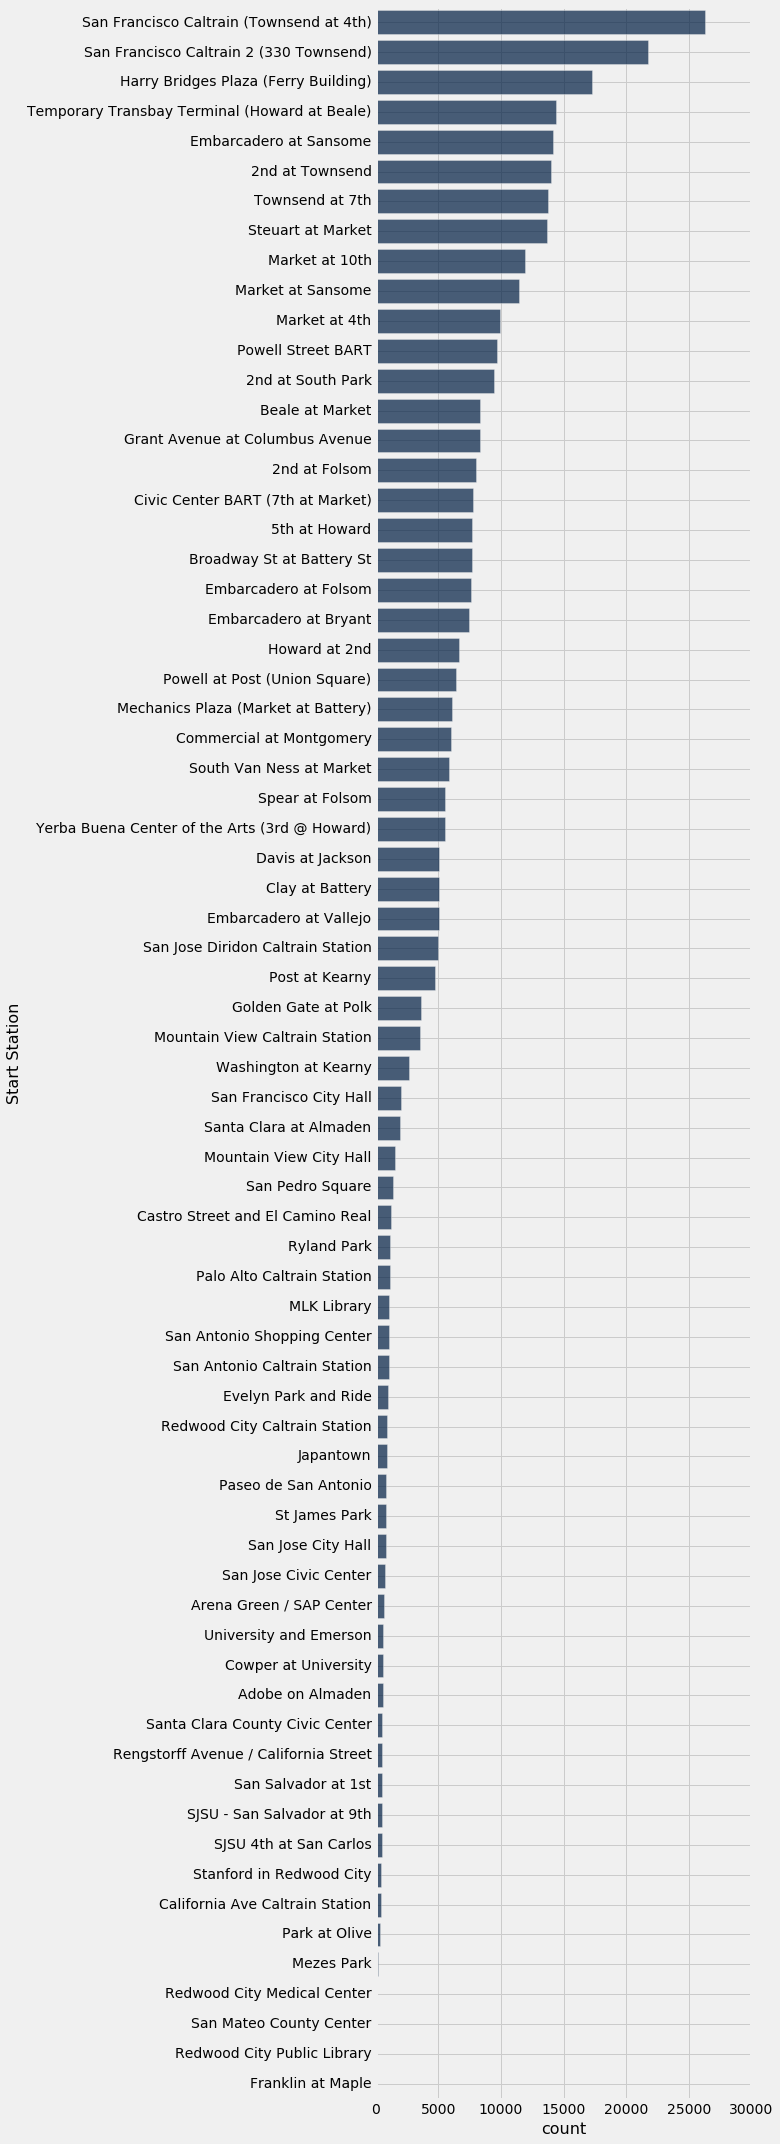 San Francisco Caltrain (Townsend at 4th)
San Francisco Caltrain 2 (330 Townsend)
Harry Bridges Plaza (Ferry Building)
Temporary Transbay Terminal (Howard at Beale)
Embarcadero at Sansome
2nd at Townsend
Townsend at 7th
Steuart at Market
Market at 10th
Market at Sansome
Market at 4th
Powell Street BART
2nd at South Park
Beale at Market
Grant Avenue at Columbus Avenue
2nd at Folsom
Civic Center BART (7th at Market)
5th at Howard
Broadway St at Battery St
Embarcadero at Folsom
Embarcadero at Bryant
Howard at 2nd
Powell at Post (Union Square)
Mechanics Plaza (Market at Battery)
Commercial at Montgomery
South Van Ness at Market
Spear at Folsom
Yerba Buena Center of the Arts (3rd @ Howard)
Davis at Jackson
Clay at Battery
Embarcadero at Vallejo
San Jose Diridon Caltrain Station
Post at Kearny
Golden Gate at Polk
Mountain View Caltrain Station
Washington at Kearny
San Francisco City Hall
Santa Clara at Almaden
Mountain View City Hall
San Pedro Square
Castro Street and El Camino Real
Ryland Park
Palo Alto Caltrain Station
MLK Library
San Antonio Shopping Center
San Antonio Caltrain Station
Evelyn Park and Ride
Redwood City Caltrain Station
Japantown
Paseo de San Antonio
St James Park
San Jose City Hall
San Jose Civic Center
Arena Green / SAP Center
University and Emerson
Cowper at University
Adobe on Almaden
Santa Clara County Civic Center
Rengstorff Avenue / California Street
San Salvador at 1st
SJSU - San Salvador at 9th
SJSU 4th at San Carlos
Stanford in Redwood City
California Ave Caltrain Station
Park at Olive
Mezes Park
Redwood City Medical Center
San Mateo County Center
Redwood City Public Library
Franklin at Maple
Start Station
0 5000 10000 15000 20000 25000 30000
count